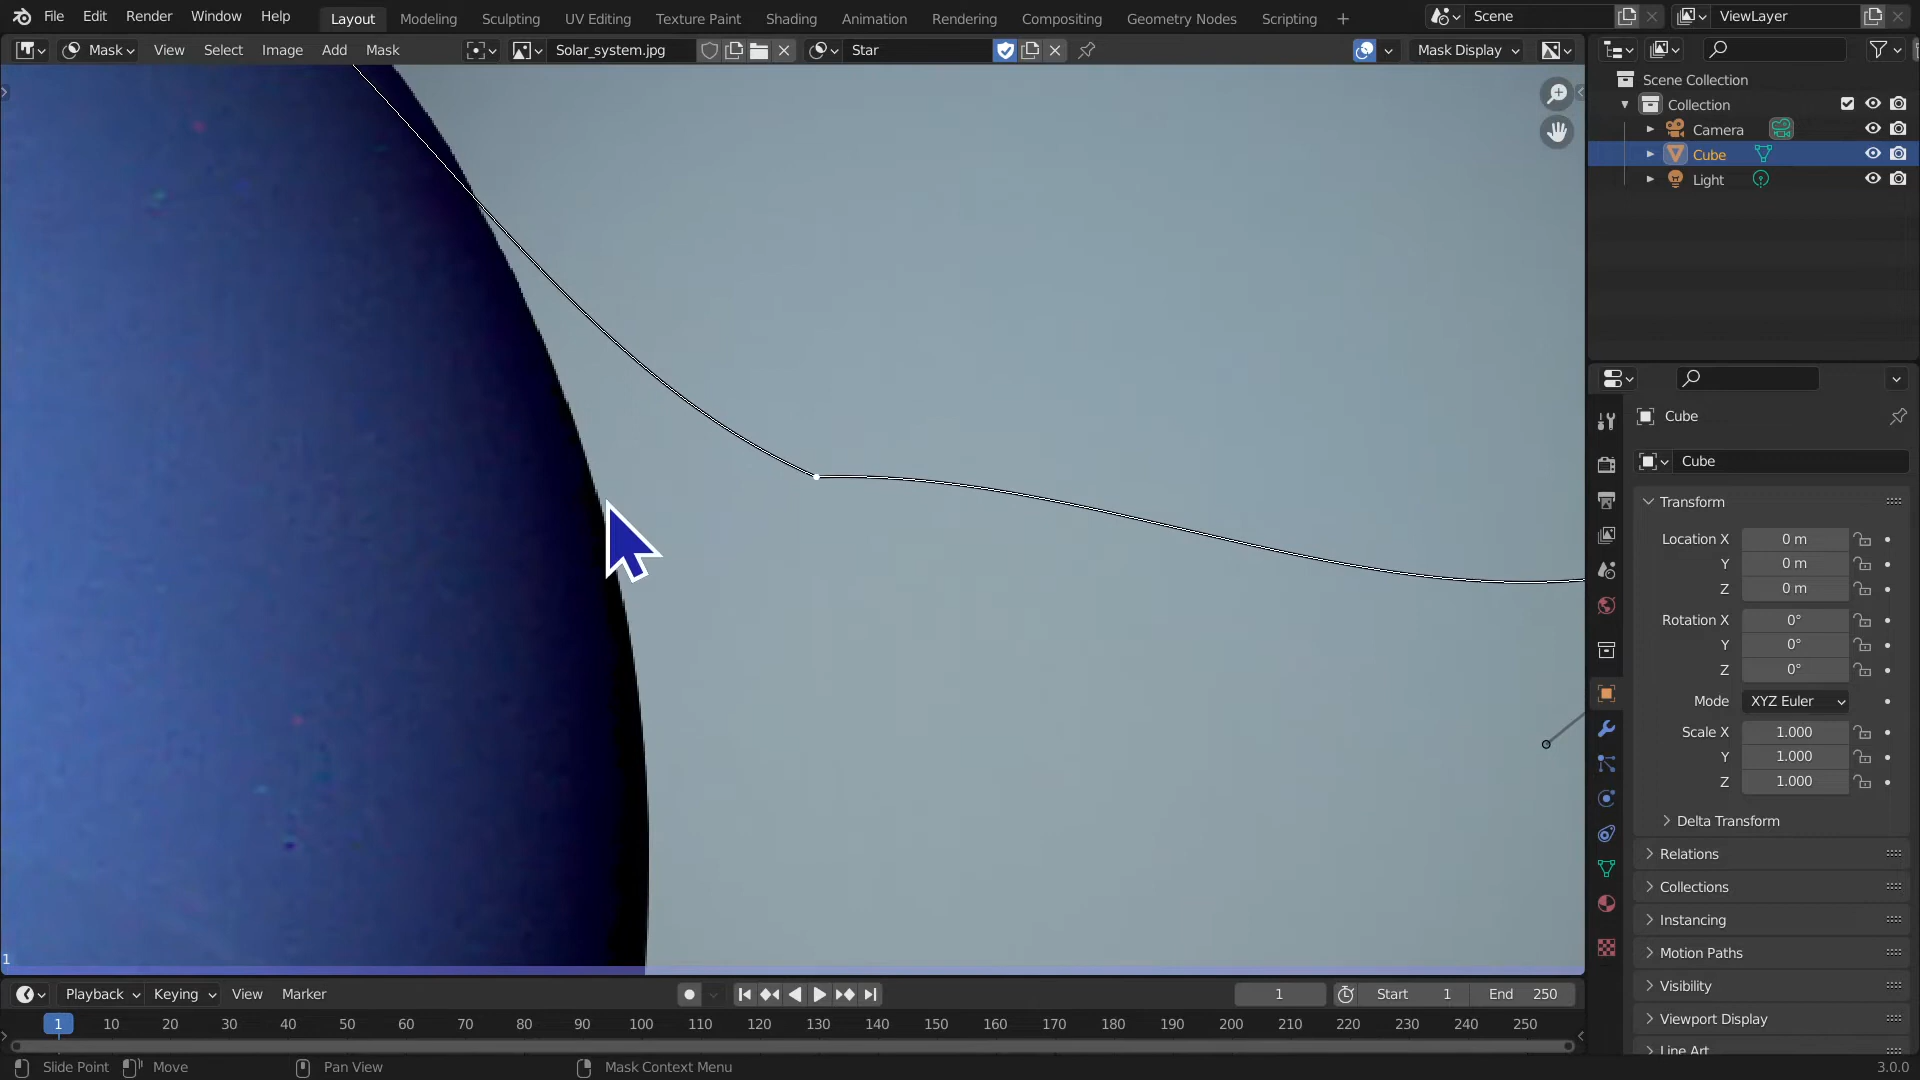 File Edit Render Window Help Layout Modeling Sculpting UV Editing Texture Paint Shading Animation Rendering Compositing Geometry Nodes Scripting + Scene ViewLayer
Mask View Select Image Add Mask Solar_system.jpg Star Mask Display
Scene Collection
Collection
Camera
Cube
Light
Cube
Cube
Transform
Location X 0 m
Y 0 m
Z 0 m
Rotation X 0°
Y 0°
Z 0°
Mode XYZ Euler
Scale X 1.000
Y 1.000
Z 1.000
Delta Transform
Relations
Collections
Instancing
Motion Paths
Visibility
Viewport Display
Line Art
1
Playback Keying View Marker 1 Start 1 End 250
1 10 20 30 40 50 60 70 80 90 100 110 120 130 140 150 160 170 180 190 200 210 220 230 240 250
Slide Point Move Pan View Mask Context Menu 3.0.0